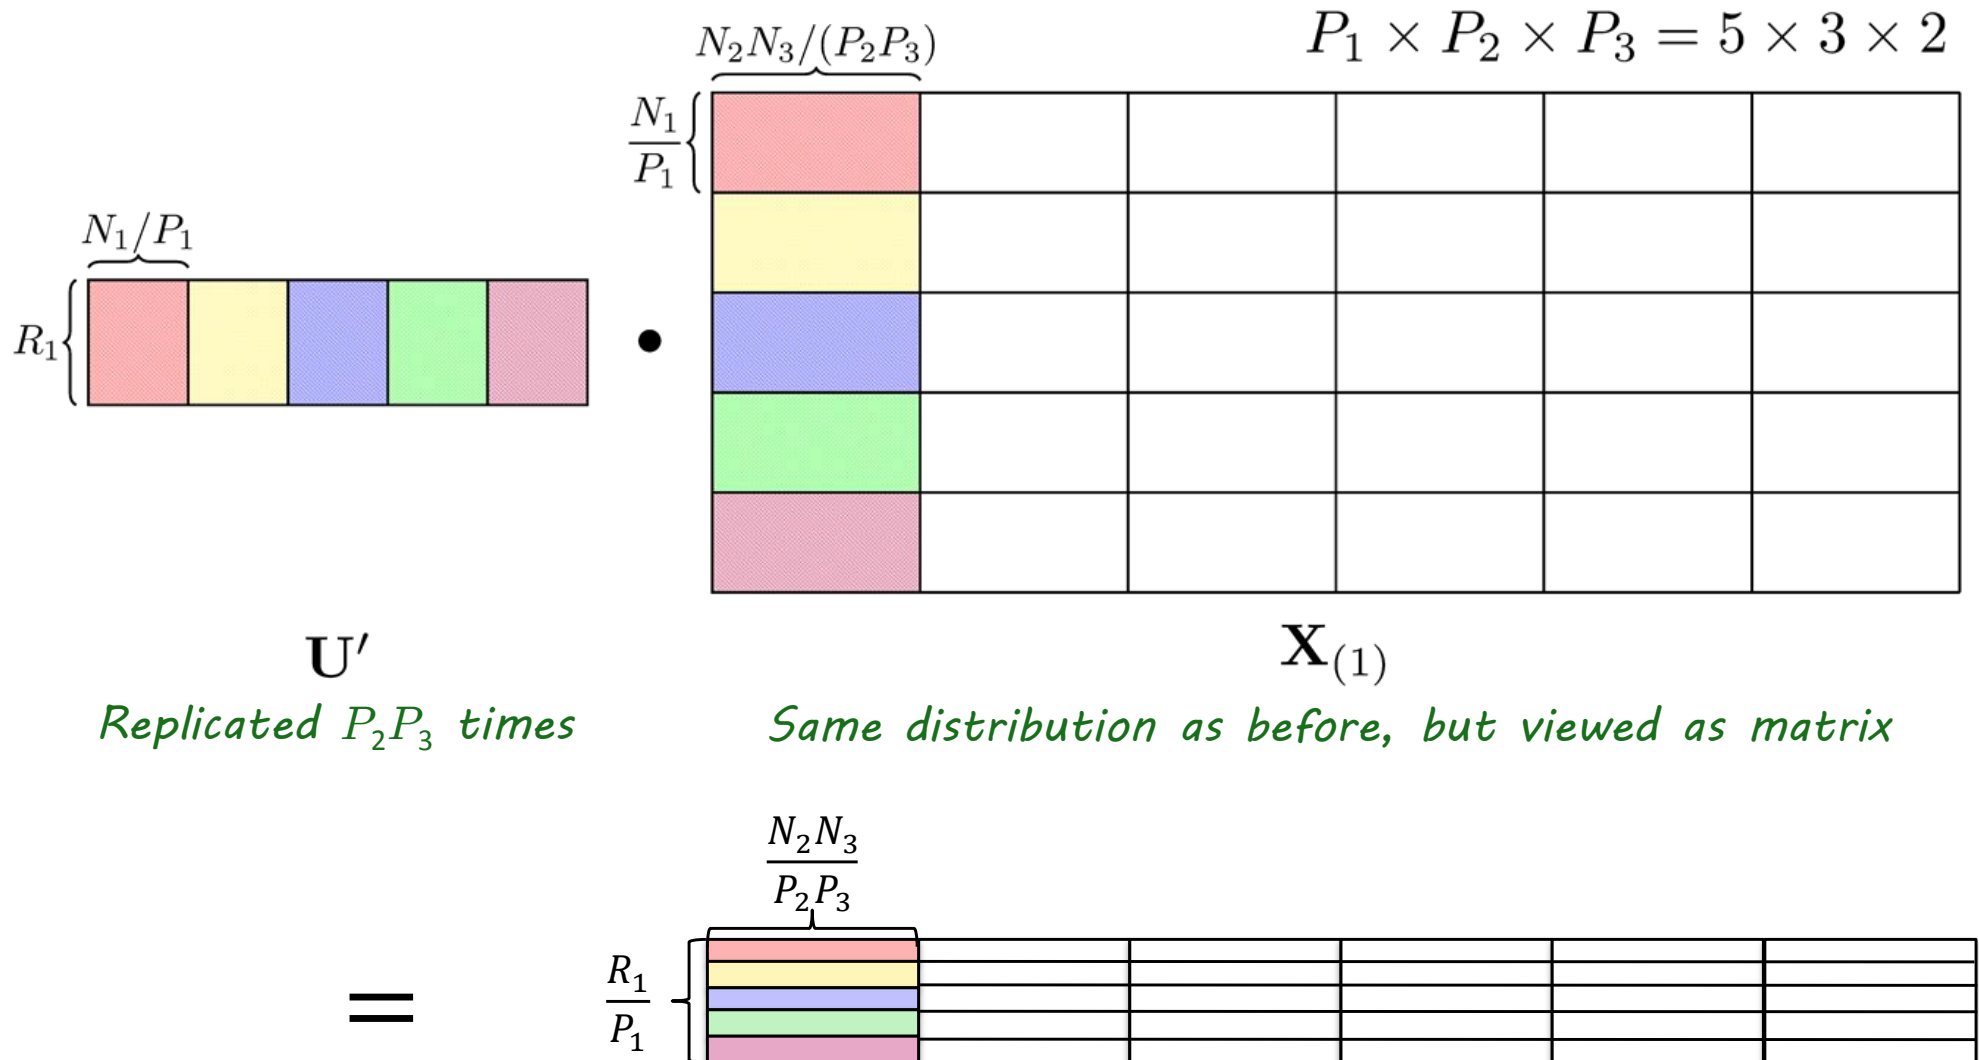 P₁ × P₂ × P₃ = 5 × 3 × 2
N₂N₃/(P₂P₃)
N₁
P₁
N₁/P₁
R₁
•
U′
X₍₁₎
Replicated P₂P₃ times
Same distribution as before, but viewed as matrix
N₂N₃
P₂P₃
=
R₁
P₁